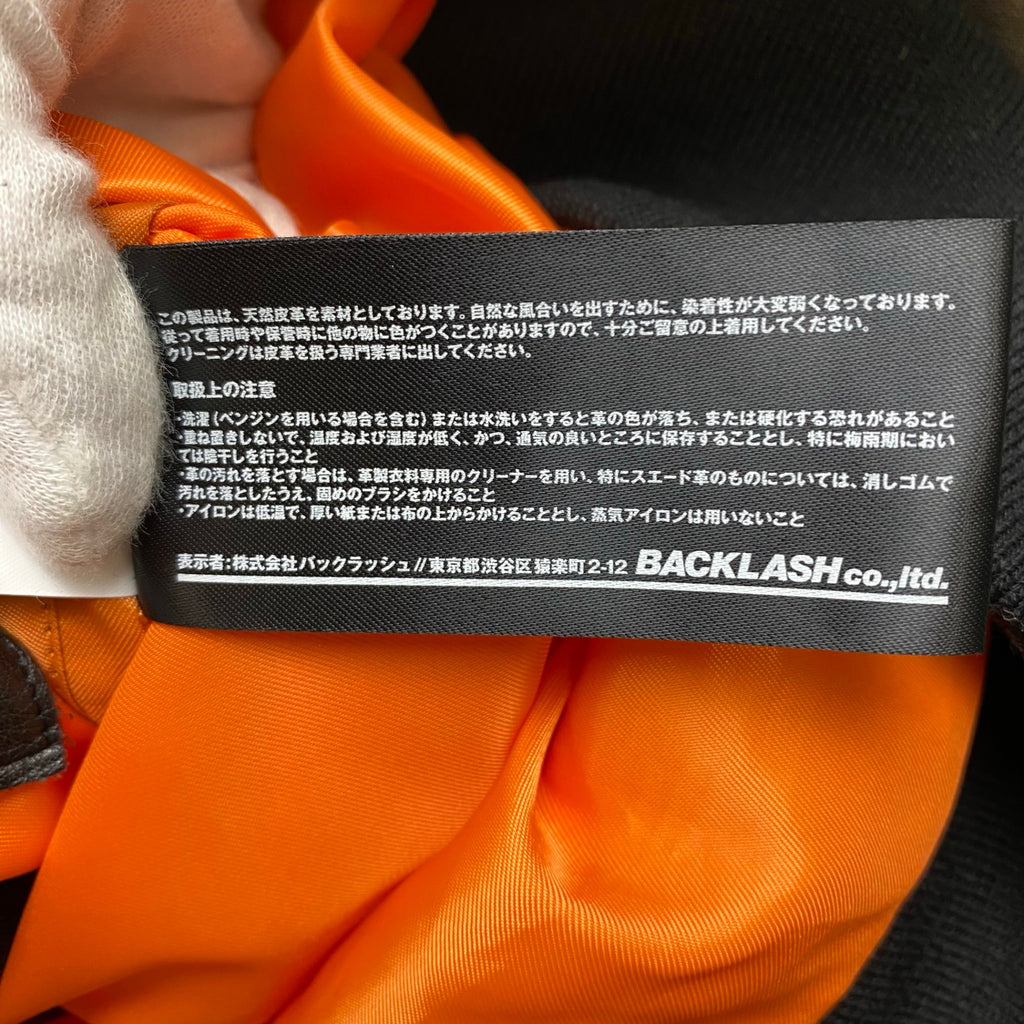 この製品は、天然皮革を素材としております。自然な風合いを出すために、染着性が大変弱くなっております。
従って着用時や保管時に他の物に色がつくことがありますので、十分ご留意の上着用してください。
クリーニングは皮革を扱う専門業者に出してください。
取扱上の注意
・洗濯(ベンジンを用いる場合を含む)または水洗いをすると革の色が落ち、または硬化する恐れがあること
・重ね置きしないで、温度および湿度が低く、かつ、通気の良いところに保存することとし、特に梅雨期におい
ては陰干しを行うこと
・革の汚れを落とす場合は、革製衣料専用のクリーナーを用い、特にスエード革のものについては、消しゴムで
汚れを落としたうえ、固めのブラシをかけること
・アイロンは低温で、厚い紙または布の上からかけることとし、蒸気アイロンは用いないこと
表示者:株式会社バックラッシュ//東京都渋谷区猿楽町2-12 BACKLASH co.,ltd.